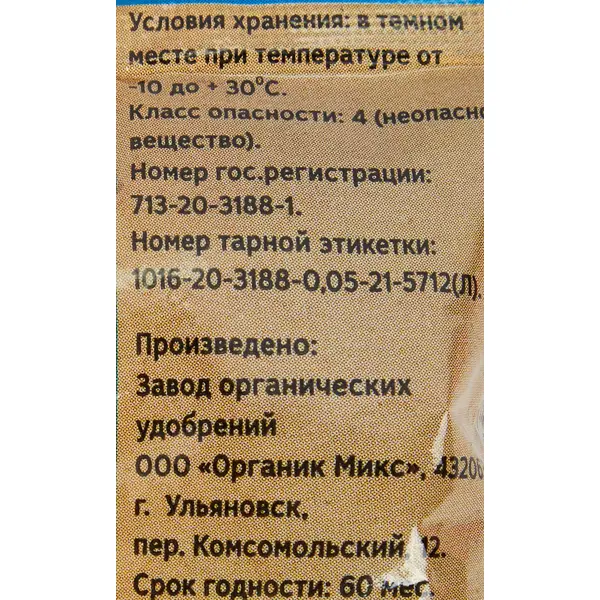 Условия хранения: в темном
месте при температуре от
-10 до + 30°С.
Класс опасности: 4 (неопасн
вещество).
Номер гос.регистрации:
713-20-3188-1.
Номер тарной этикетки:
1016-20-3188-0,05-21-5712(Л).
Произведено:
Завод органических
удобрений
ООО «Органик Микс», 43206
г. Ульяновск,
пер. Комсомольский, 12.
Срок годности: 60 мес.